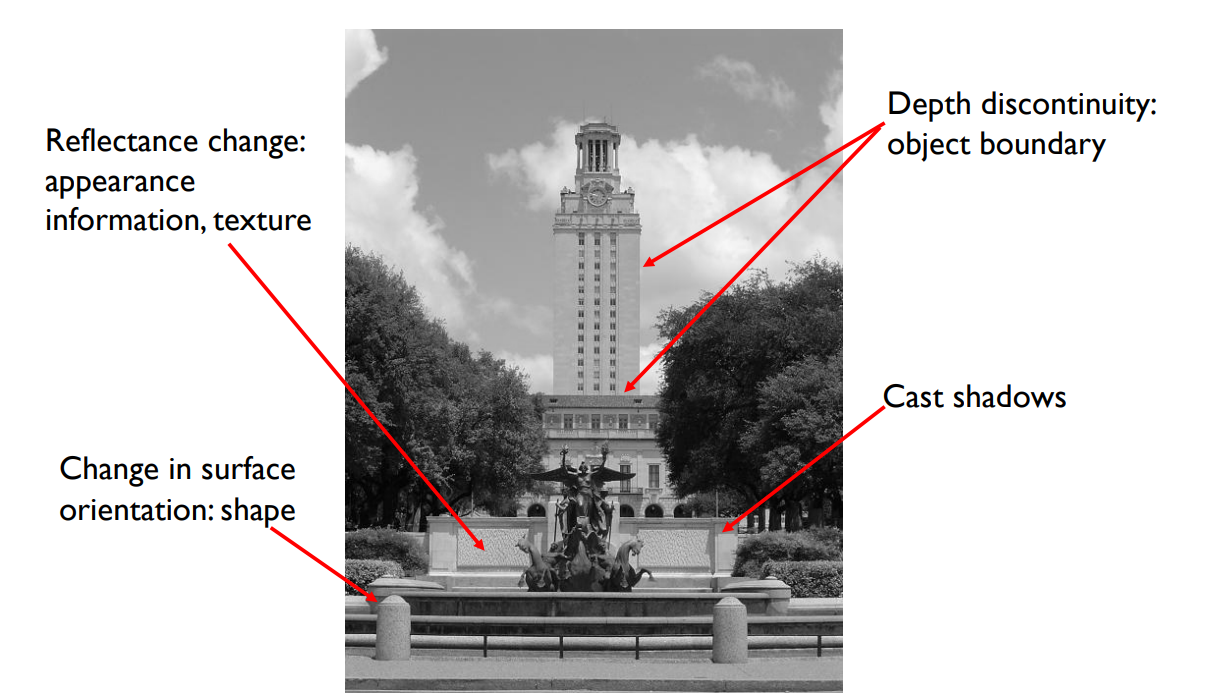 Reflectance change:
appearance
information, texture
Change in surface
orientation: shape
Depth discontinuity:
object boundary
Cast shadows